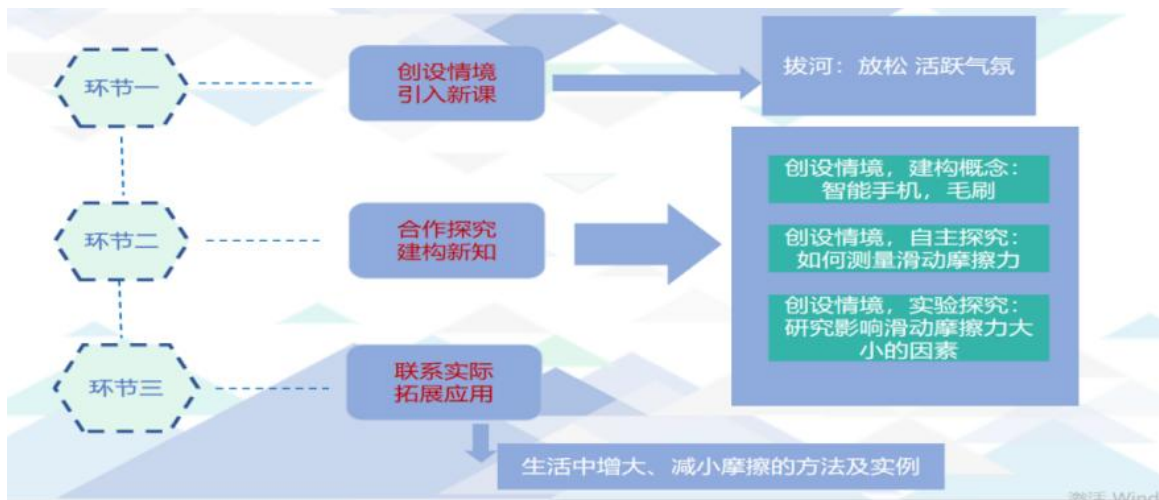 环节一
创设情境
引入新课
拔河：放松 活跃气氛
环节二
合作探究
建构新知
创设情境，建构概念：
智能手机，毛刷
创设情境，自主探究：
如何测量滑动摩擦力
创设情境，实验探究：
研究影响滑动摩擦力大
小的因素
环节三
联系实际
拓展应用
生活中增大、减小摩擦的方法及实例
激活 Wind